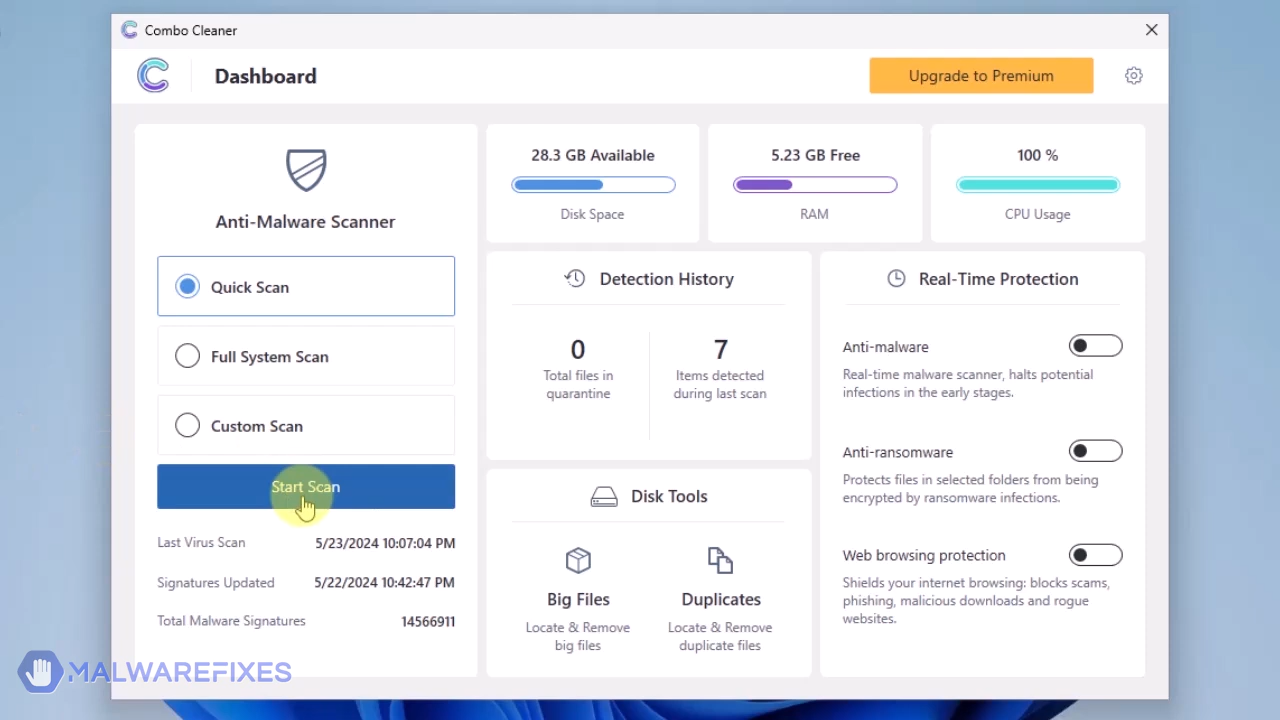 Combo Cleaner
Dashboard
Upgrade to Premium
Anti-Malware Scanner
Quick Scan
Full System Scan
Custom Scan
Start Scan
Last Virus Scan 5/23/2024 10:07:04 PM
Signatures Updated 5/22/2024 10:42:47 PM
Total Malware Signatures 14566911
28.3 GB Available
Disk Space
5.23 GB Free
RAM
100 %
CPU Usage
Detection History
0
Total files in
quarantine
7
Items detected
during last scan
Disk Tools
Big Files
Locate & Remove
big files
Duplicates
Locate & Remove
duplicate files
Real-Time Protection
Anti-malware
Real-time malware scanner, halts potential
infections in the early stages.
Anti-ransomware
Protects files in selected folders from being
encrypted by ransomware infections.
Web browsing protection
Shields your internet browsing: blocks scams,
phishing, malicious downloads and rogue
websites.
MALWAREFIXES